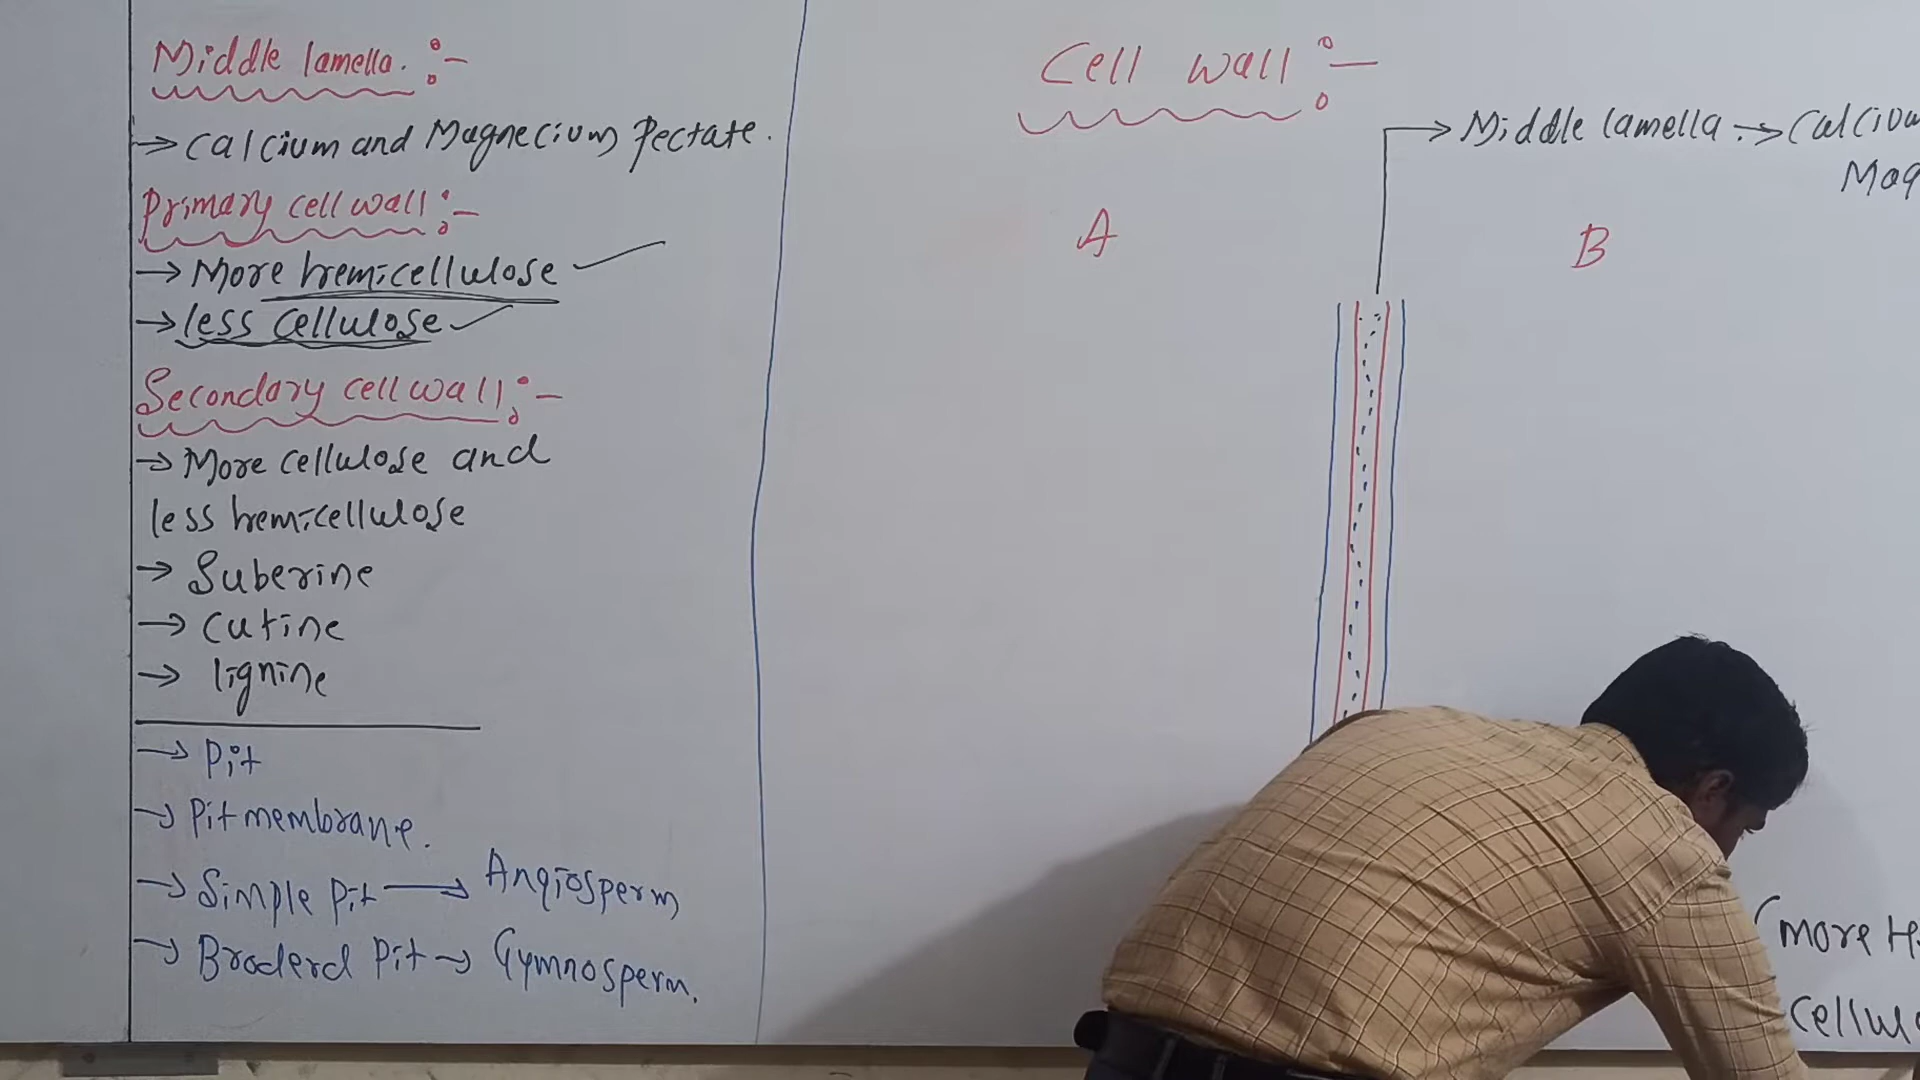 Middle lamella :-
→ Calcium and Magnecium Pectate.
Primary cell wall :-
→ More hemicellulose
→ less cellulose
Secondary cell wall :-
→ More cellulose and
less hemicellulose
→ Suberine
→ Cutine
→ lignine
→ Pit
→ Pit membrane.
→ Simple Pit → Angiosperm
→ Broderd Pit → Gymnosperm.
Cell wall :-
→ Middle lamella → Calcium
Mag
A
B
(more H
Cellul